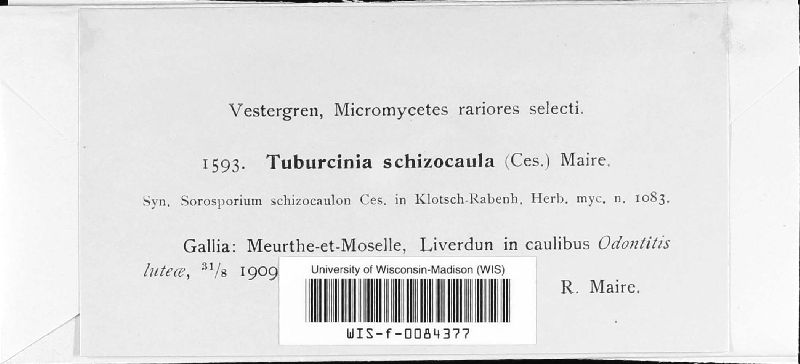 Vestergren, Micromycetes rariores selecti.
1593. Tuburcinia schizocaula (Ces.) Maire.
Syn. Sorosporium schizocaulon Ces. in Klotsch-Rabenh. Herb. myc. n. 1083.
Gallia: Meurthe-et-Moselle, Liverdun in caulibus Odontitis
luteæ, 31/8 1909
R. Maire.
University of Wisconsin-Madison (WIS)
WIS-f-0084377